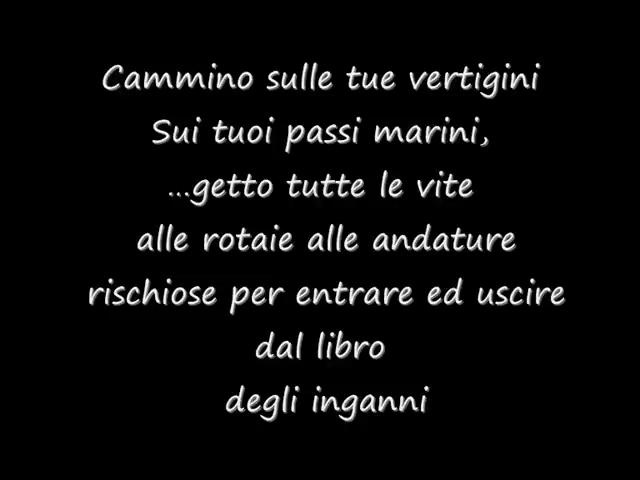 Cammino sulle tue vertigini
Sui tuoi passi marini,
...getto tutte le vite
alle rotaie alle andature
rischiose per entrare ed uscire
dal libro
degli inganni